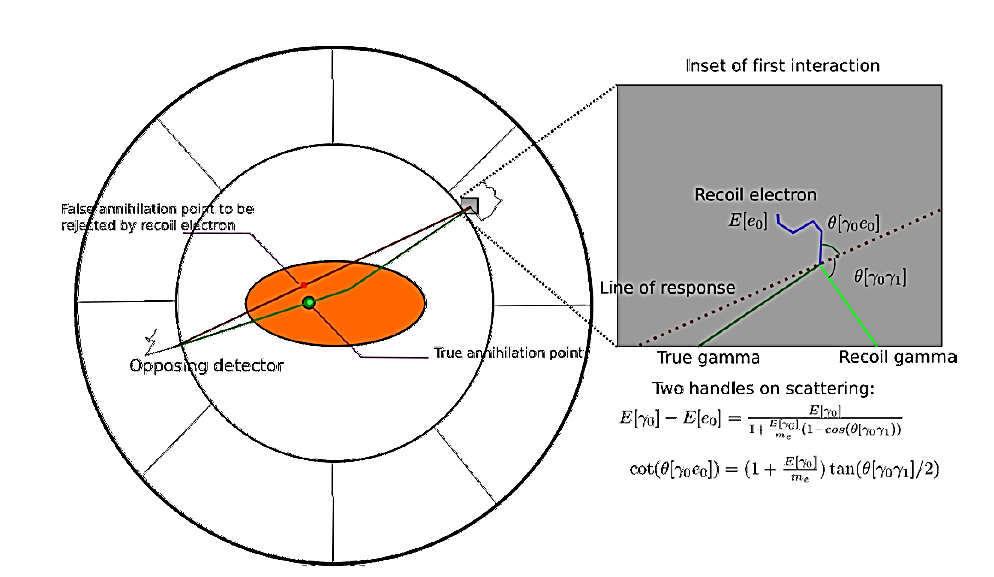 Inset of first interaction
False annihilation point to be
rejected by recoil electron
Recoil electron
E[e₀]
θ[γ₀e₀]
θ[γ₀γ₁]
Line of response
Opposing detector
True annihilation point
True gamma
Recoil gamma
Two handles on scattering:
E[γ₀] − E[e₀] = E[γ₀] / (1 + E[γ₀]/mₑ (1−cos(θ[γ₀γ₁))
cot(θ[γ₀e₀]) = (1 + E[γ₀]/mₑ) tan(θ[γ₀γ₁]/2)